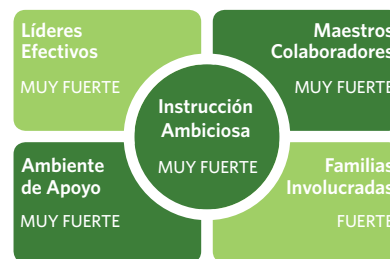 Líderes
Efectivos
MUY FUERTE
Maestros
Colaboradores
MUY FUERTE
Instrucción
Ambiciosa
MUY FUERTE
Ambiente
de Apoyo
MUY FUERTE
Familias
Involucradas
FUERTE